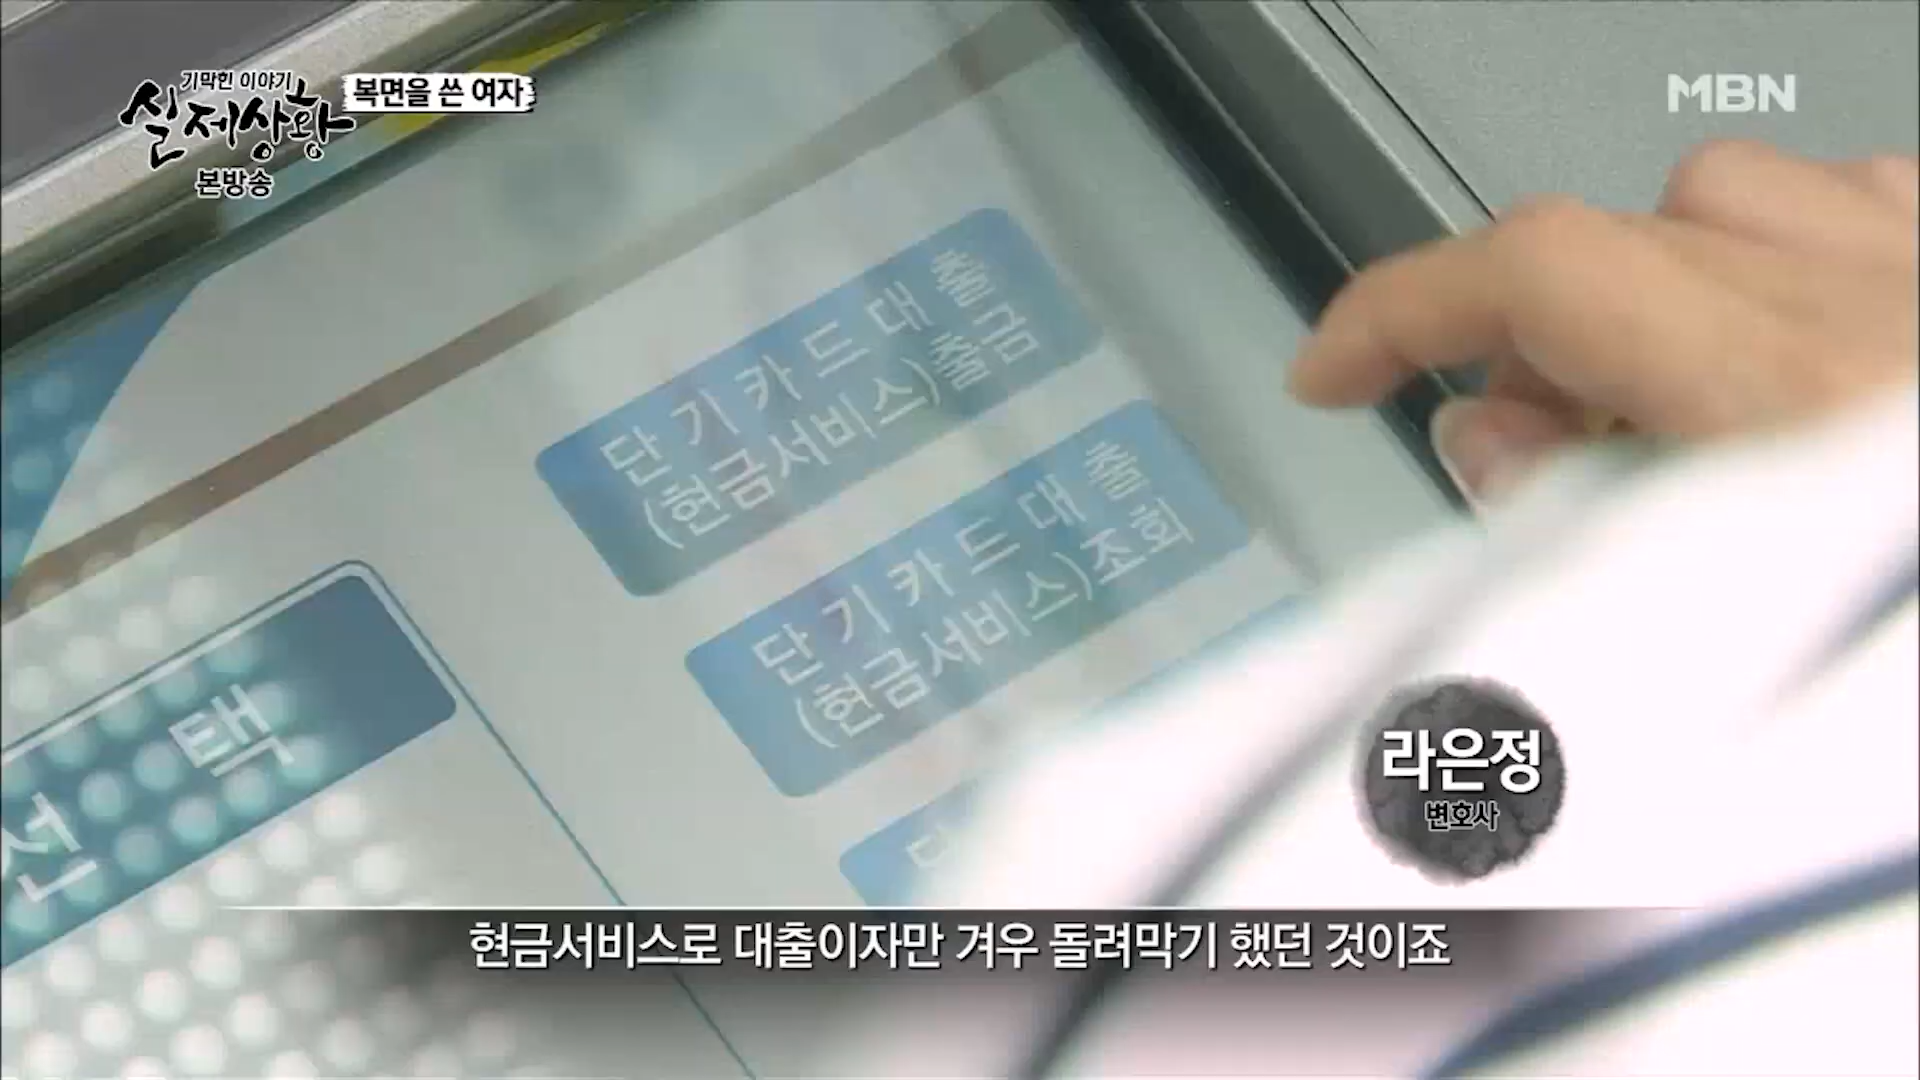 기막힌 이야기
실제상황
본방송
복면을 쓴 여자
MBN
단기카드대출
(현금서비스)출금
단기카드대출
(현금서비스)조회
선택
라은정
변호사
현금서비스로 대출이자만 겨우 돌려막기 했던 것이죠